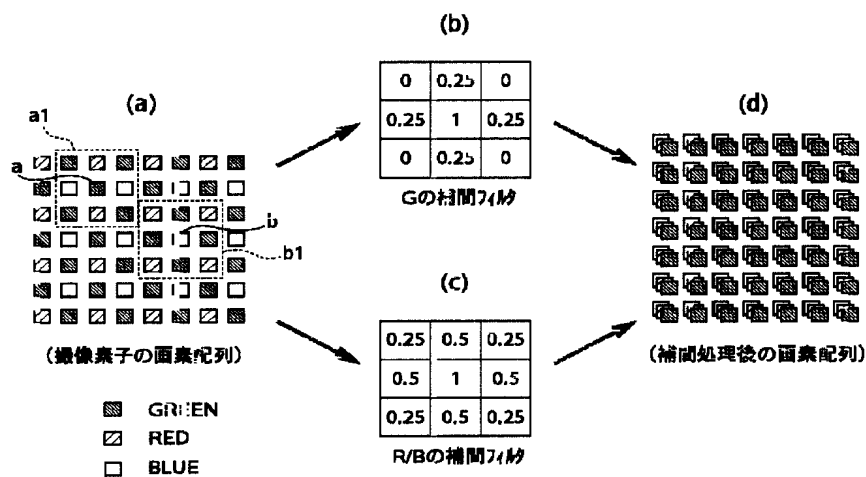 (a)
a1
a
b
b1
(撮像素子の画素配列)
GREEN
RED
BLUE
(b)
0 0.25 0
0.25 1 0.25
0 0.25 0
Gの補間フィルタ
(c)
0.25 0.5 0.25
0.5 1 0.5
0.25 0.5 0.25
R/Bの補間フィルタ
(d)
(補間処理後の画素配列)